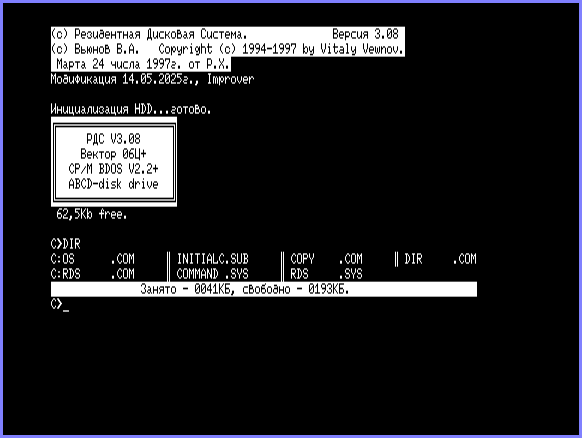 (c) Резидентная Дисковая Система. Версия 3.08
(c) Вьюнов В.А. Copyright (c) 1994-1997 by Vitaly Vewnov.
Марта 24 числа 1997г. от Р.Х.
Модификация 14.05.2025г., Improver
Инициализация HDD...готово.
РДС V3.08
Вектор 06Ц+
CP/M BDOS V2.2+
ABCD-disk drive
62,5Kb free.
C>DIR
C:OS .COM ║ INITIALC.SUB ║ COPY .COM ║ DIR .COM
C:RDS .COM ║ COMMAND .SYS ║ RDS .SYS
Занято - 0041КБ, свободно - 0193КБ.
C>_